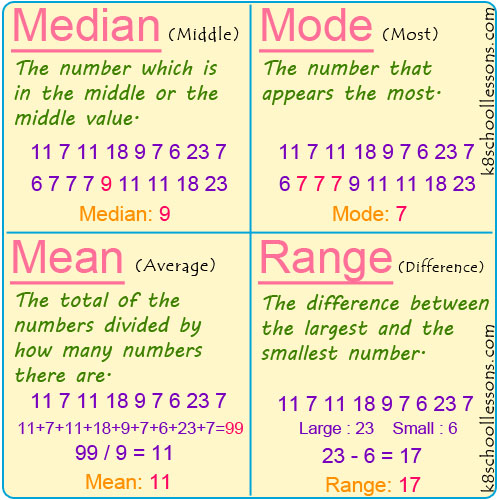 Median (Middle)
The number which is
in the middle or the
middle value.
11 7 11 18 9 7 6 23 7
6 7 7 7 9 11 11 18 23
Median: 9
Mode (Most)
The number that
appears the most.
11 7 11 18 9 7 6 23 7
6 7 7 7 9 11 11 18 23
Mode: 7
k8schoollessons.com
Mean (Average)
The total of the
numbers divided by
how many numbers
there are.
11 7 11 18 9 7 6 23 7
11+7+11+18+9+7+6+23+7=99
99 / 9 = 11
Mean: 11
Range (Difference)
The difference between
the largest and the
smallest number.
11 7 11 18 9 7 6 23 7
Large : 23 Small : 6
23 - 6 = 17
Range: 17
k8schoollessons.com